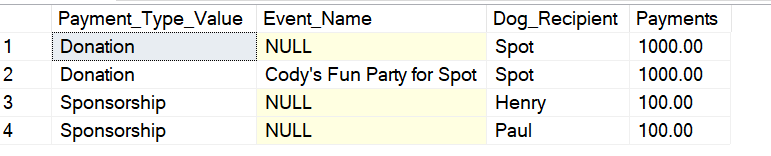 Payment_Type_Value Event_Name Dog_Recipient Payments
1 Donation NULL Spot 1000.00
2 Donation Cody's Fun Party for Spot Spot 1000.00
3 Sponsorship NULL Henry 100.00
4 Sponsorship NULL Paul 100.00